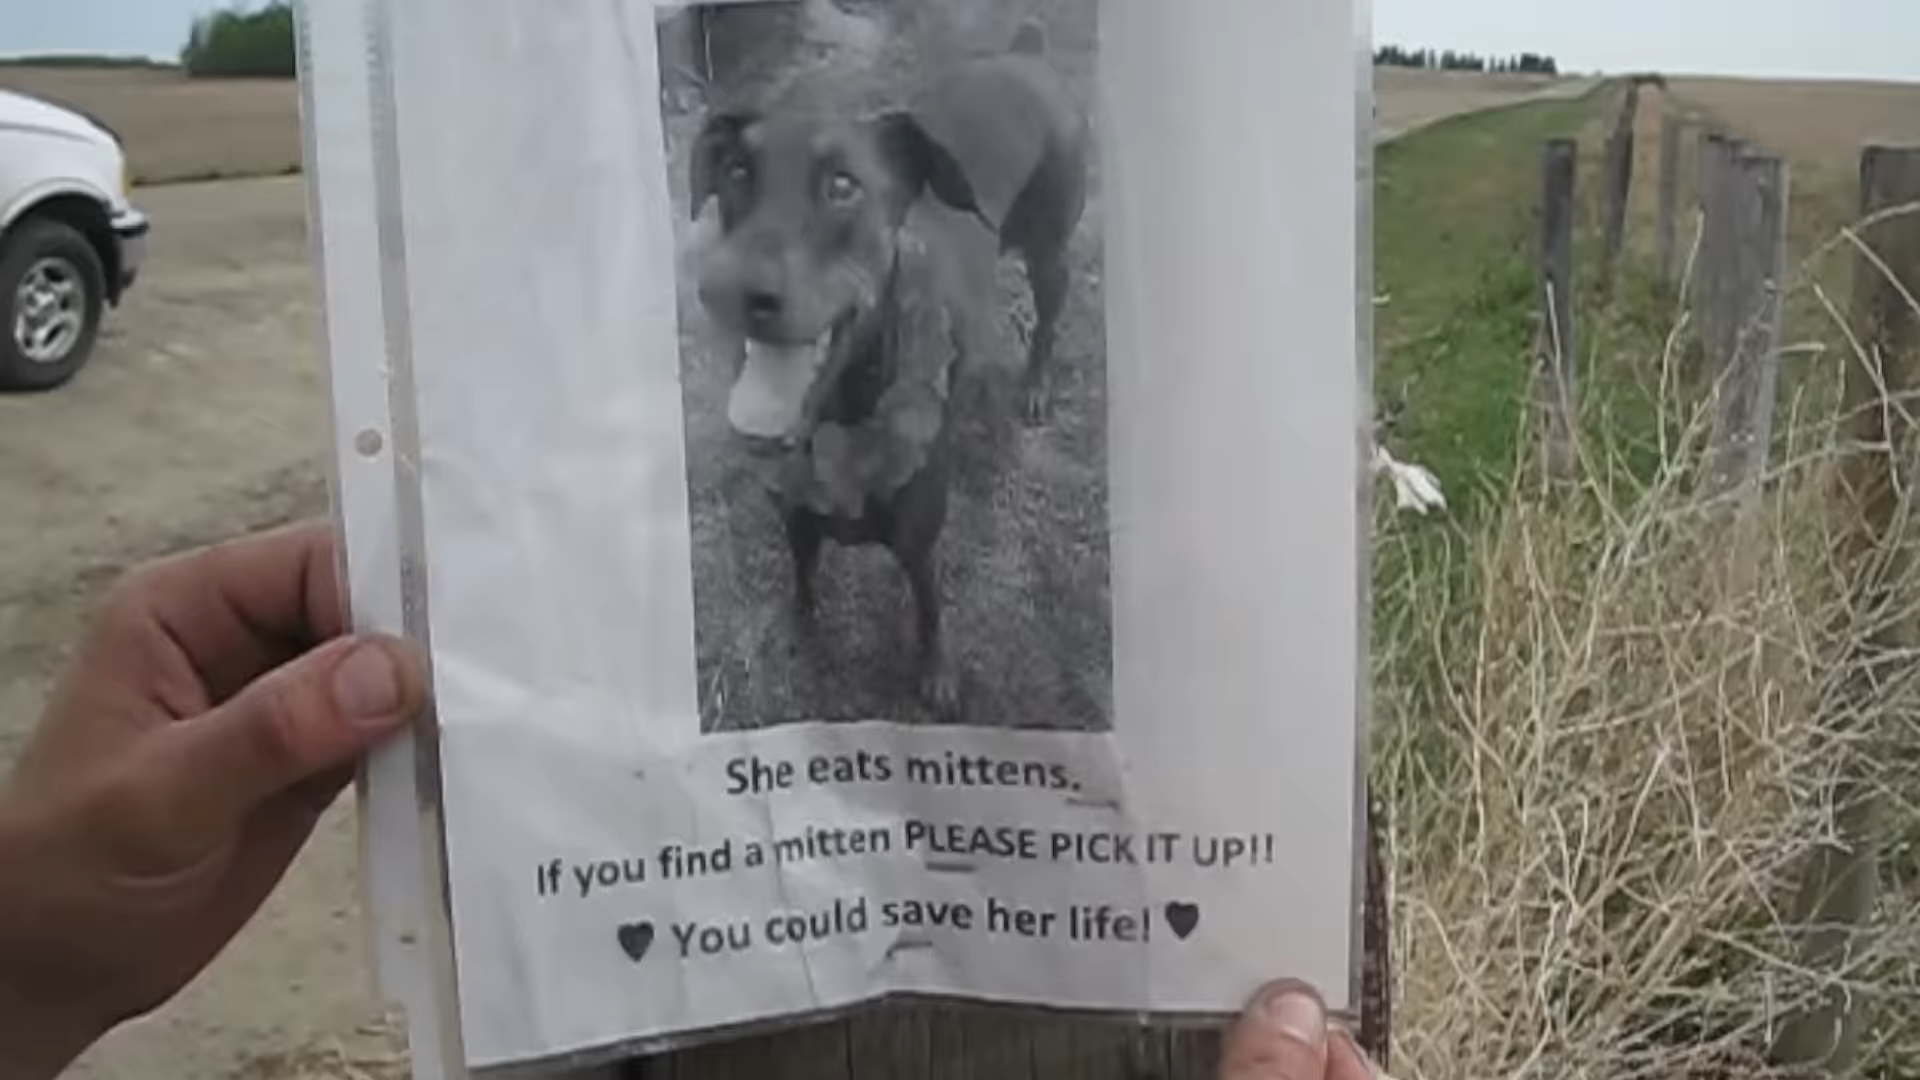 She eats mittens.
If you find a mitten PLEASE PICK IT UP!!
♥ You could save her life! ♥